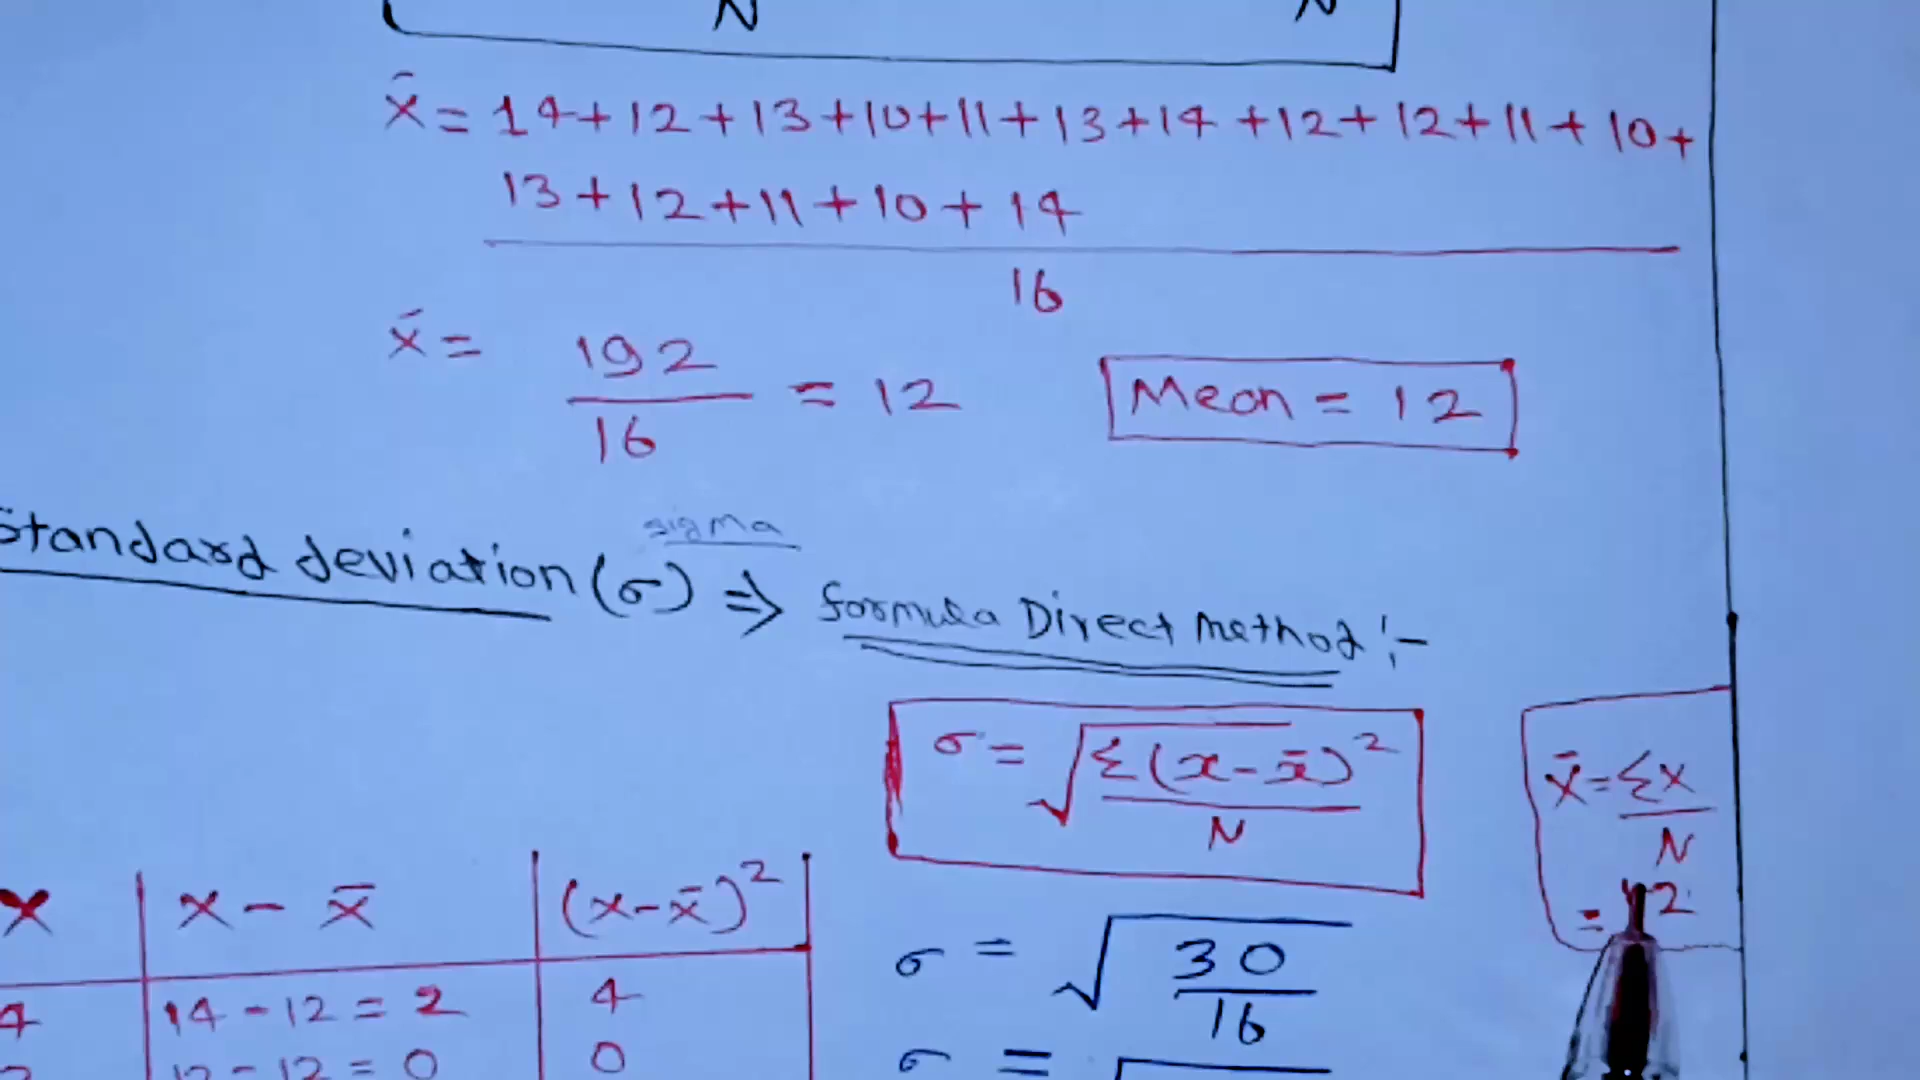 N N
x̄ = 14+12+13+10+11+13+14+12+12+11+10+
13+12+11+10+14
16
x̄ = 192/16 = 12
Mean = 12
sigma
Standard deviation (σ) ⇒ formula Direct method :-
σ = √(Σ(x-x̄)²/N)
x̄ = Σx/N
= 12
x | x - x̄ | (x-x̄)²
σ = √(30/16)
4 | 14 - 12 = 2 | 4
12 - 12 = 0 | 0
σ = √